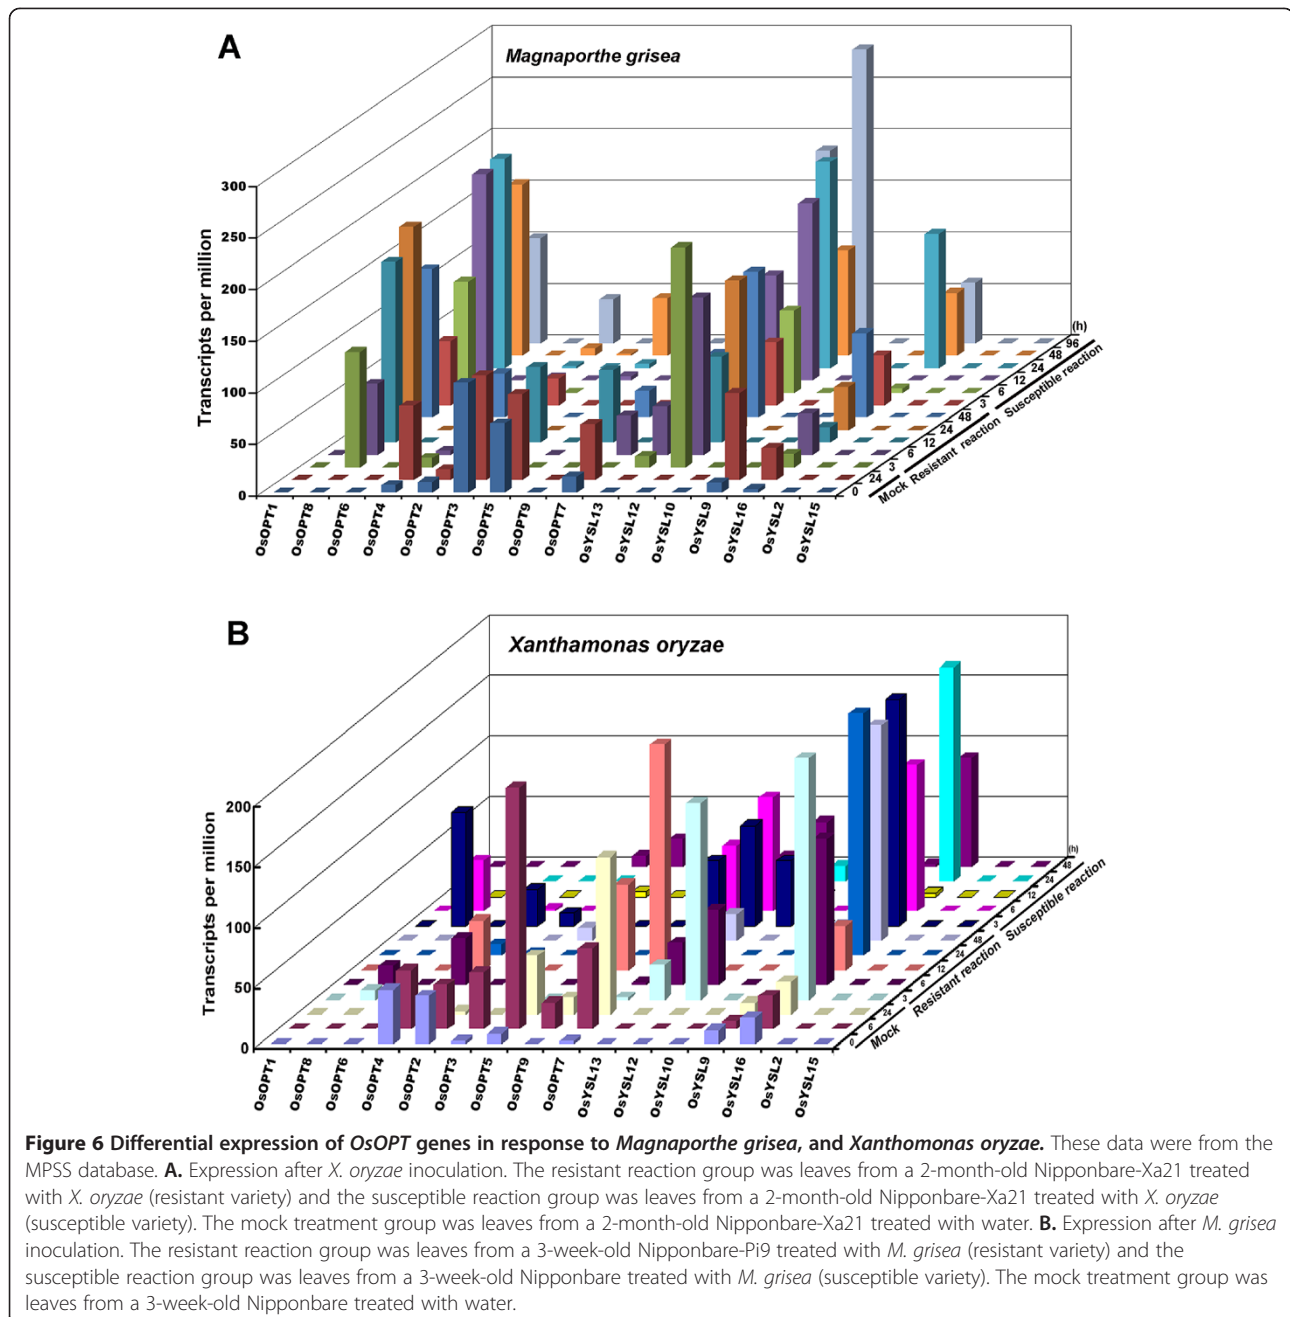 A
Magnaporthe grisea
Transcripts per million
300
250
200
150
100
50
0
OsOPT1
OsOPT8
OsOPT6
OsOPT4
OsOPT2
OsOPT3
OsOPT5
OsOPT9
OsOPT7
OsYSL13
OsYSL12
OsYSL10
OsYSL9
OsYSL16
OsYSL2
OsYSL15
0
24
3
6
12
24
48
3
6
12
24
48
96
(h)
Mock
Resistant reaction
Susceptible reaction
B
Xanthamonas oryzae
Transcripts per million
200
150
100
50
0
OsOPT1
OsOPT8
OsOPT6
OsOPT4
OsOPT2
OsOPT3
OsOPT5
OsOPT9
OsOPT7
OsYSL13
OsYSL12
OsYSL10
OsYSL9
OsYSL16
OsYSL2
OsYSL15
0
6
24
3
6
12
24
48
3
6
12
24
48
(h)
Mock
Resistant reaction
Susceptible reaction
Figure 6 Differential expression of OsOPT genes in response to Magnaporthe grisea, and Xanthomonas oryzae. These data were from the
MPSS database. A. Expression after X. oryzae inoculation. The resistant reaction group was leaves from a 2-month-old Nipponbare-Xa21 treated
with X. oryzae (resistant variety) and the susceptible reaction group was leaves from a 2-month-old Nipponbare-Xa21 treated with X. oryzae
(susceptible variety). The mock treatment group was leaves from a 2-month-old Nipponbare-Xa21 treated with water. B. Expression after M. grisea
inoculation. The resistant reaction group was leaves from a 3-week-old Nipponbare-Pi9 treated with M. grisea (resistant variety) and the
susceptible reaction group was leaves from a 3-week-old Nipponbare treated with M. grisea (susceptible variety). The mock treatment group was
leaves from a 3-week-old Nipponbare treated with water.